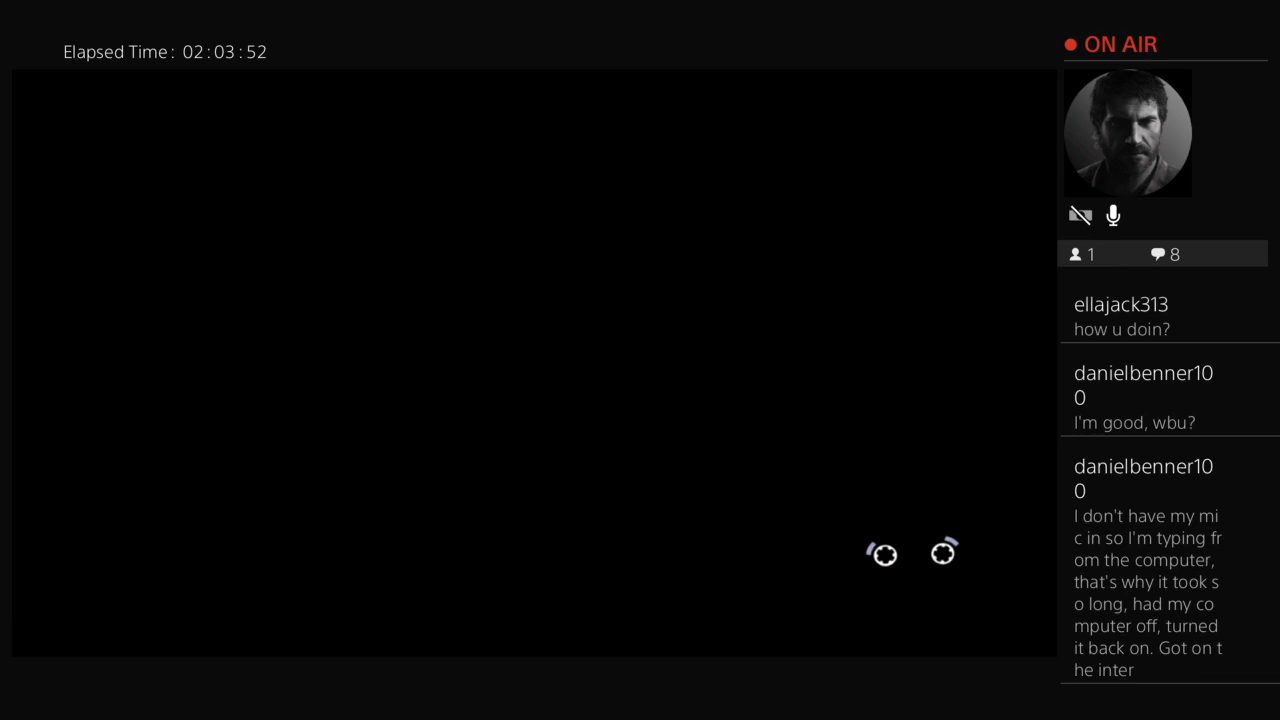 Elapsed Time: 02:03:52
ON AIR
1 8
ellajack313
how u doin?
danielbenner10
0
I'm good, wbu?
danielbenner10
0
I don't have my mi
c in so I'm typing fr
om the computer,
that's why it took s
o long, had my co
mputer off, turned
it back on. Got on t
he inter